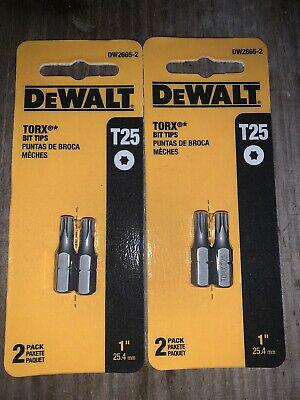 DW2665-2
DEWALT
TORX®*
BIT TIPS
PUNTAS DE BROCA
MÈCHES
T25
2 PACK
PAKETE
PAQUET
1"
25.4 mm
DW2665-2
DEWALT
TORX®*
BIT TIPS
PUNTAS DE BROCA
MÈCHES
T25
2 PACK
PAKETE
PAQUET
1"
25.4 mm